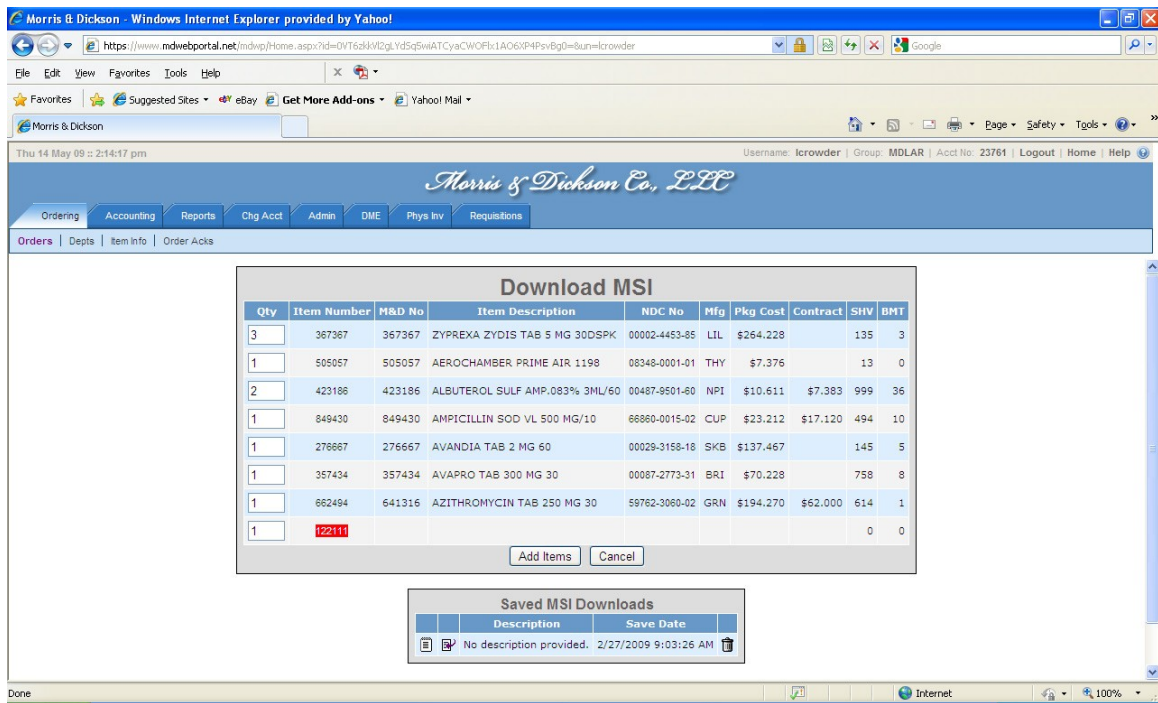 Morris & Dickson - Windows Internet Explorer provided by Yahoo!
https://www.mdwebportal.net/mdwp/Home.aspx?id=0VT6zkkVl2gLYdSq5wiATCyaCWOFlx1AO6XP4PsvBg0=&un=lcrowder Google
File Edit View Favorites Tools Help X
Favorites Suggested Sites eBay Get More Add-ons Yahoo! Mail
Morris & Dickson Page Safety Tools »
Thu 14 May 09 :: 2:14:17 pm Username: lcrowder | Group: MDLAR | Acct No: 23761 | Logout | Home | Help
Morris & Dickson Co., LLC
Ordering Accounting Reports Chg Acct Admin DME Phys Inv Requisitions
Orders | Depts | Item Info | Order Acks
Download MSI
Qty Item Number M&D No Item Description NDC No Mfg Pkg Cost Contract SHV BMT
3 367367 367367 ZYPREXA ZYDIS TAB 5 MG 30DSPK 00002-4453-85 LIL $264.228 135 3
1 505057 505057 AEROCHAMBER PRIME AIR 1198 08348-0001-01 THY $7.376 13 0
2 423186 423186 ALBUTEROL SULF AMP.083% 3ML/60 00487-9501-60 NPI $10.611 $7.383 999 36
1 849430 849430 AMPICILLIN SOD VL 500 MG/10 66860-0015-02 CUP $23.212 $17.120 494 10
1 276667 276667 AVANDIA TAB 2 MG 60 00029-3158-18 SKB $137.467 145 5
1 357434 357434 AVAPRO TAB 300 MG 30 00087-2773-31 BRI $70.228 758 8
1 662494 641316 AZITHROMYCIN TAB 250 MG 30 59762-3060-02 GRN $194.270 $62.000 614 1
1 122111 0 0
Add Items Cancel
Saved MSI Downloads
Description Save Date
No description provided. 2/27/2009 9:03:26 AM
Done Internet 100%